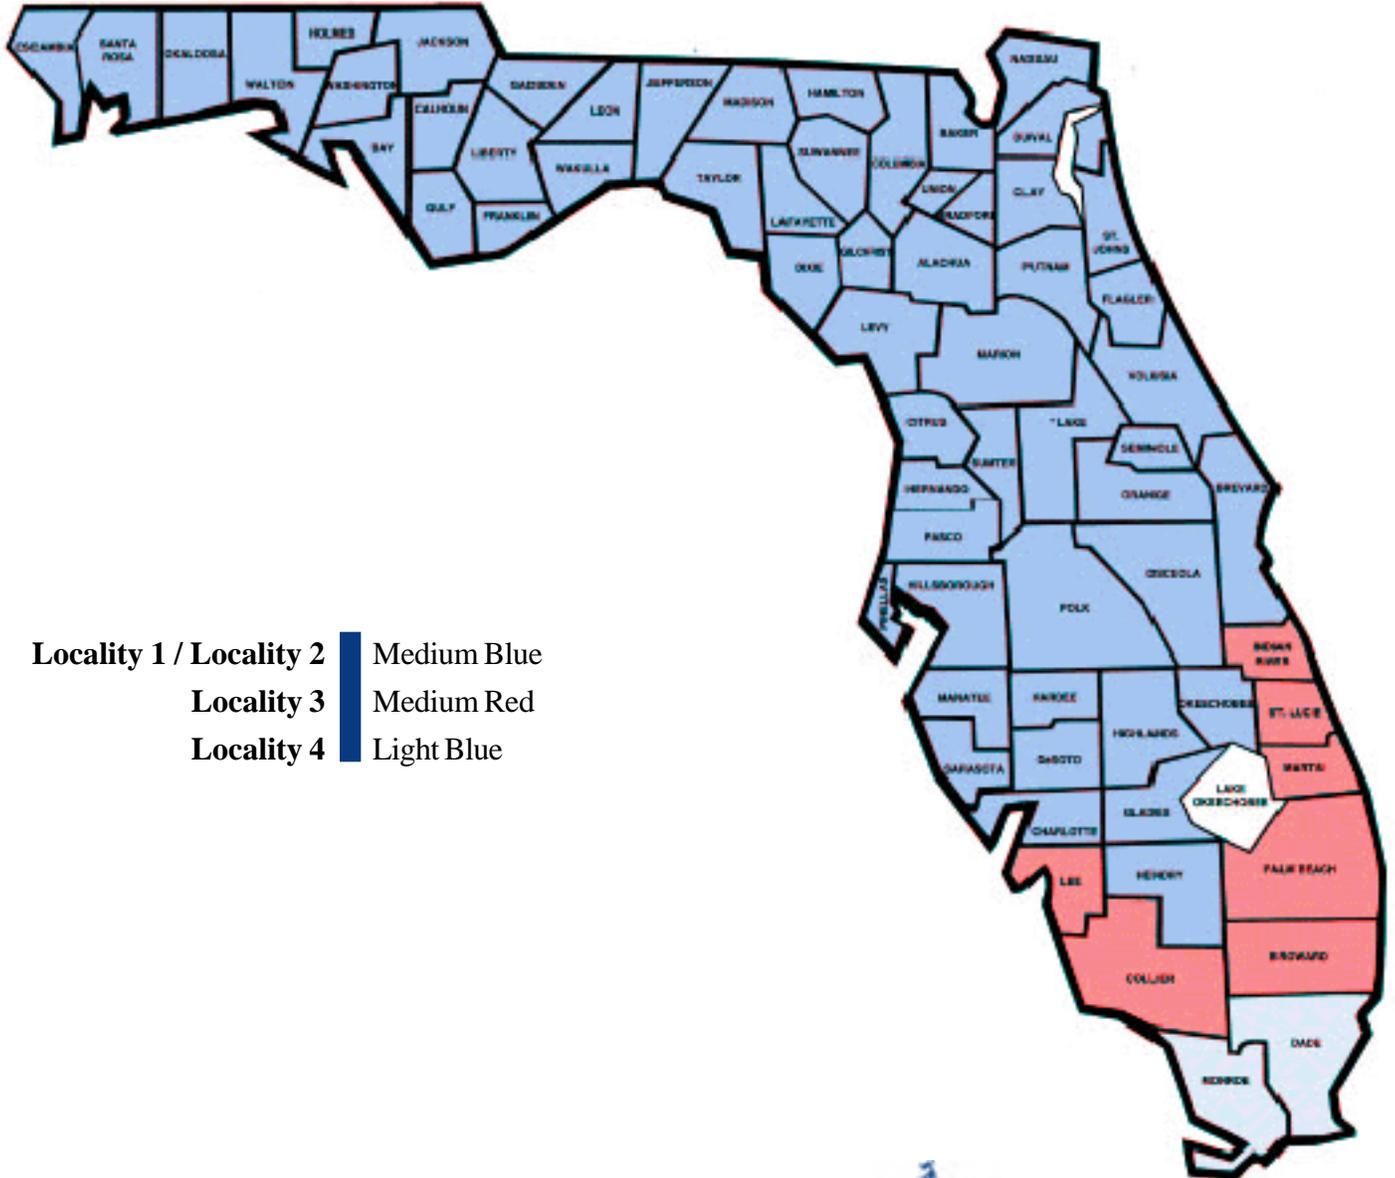 ESCAMBIA
SANTA
ROSA
OKALOOSA
WALTON
HOLMES
WASHINGTON
JACKSON
BAY
CALHOUN
GULF
LIBERTY
FRANKLIN
GADSDEN
LEON
WAKULLA
JEFFERSON
MADISON
TAYLOR
HAMILTON
SUWANNEE
LAFAYETTE
DIXIE
COLUMBIA
GILCHRIST
BAKER
UNION
BRADFORD
ALACHUA
NASSAU
DUVAL
CLAY
ST.
JOHNS
PUTNAM
FLAGLER
LEVY
MARION
VOLUSIA
CITRUS
SUMTER
* LAKE
SEMINOLE
HERNANDO
ORANGE
BREVARD
PASCO
PINELLAS
HILLSBOROUGH
POLK
OSCEOLA
INDIAN
RIVER
MANATEE
HARDEE
OKEECHOBEE
ST. LUCIE
HIGHLANDS
SARASOTA
DeSOTO
MARTIN
LAKE
OKEECHOBEE
CHARLOTTE
GLADES
LEE
HENDRY
PALM BEACH
COLLIER
BROWARD
MONROE
DADE
Locality 1 / Locality 2 Medium Blue
Locality 3 Medium Red
Locality 4 Light Blue